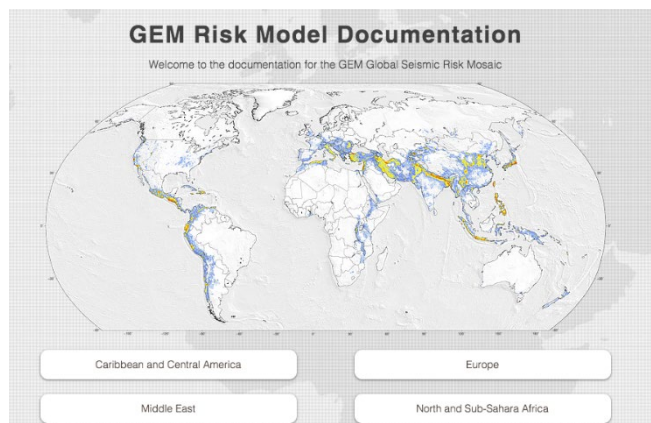 GEM Risk Model Documentation
Welcome to the documentation for the GEM Global Seismic Risk Mosaic
Caribbean and Central America
Europe
Middle East
North and Sub-Sahara Africa